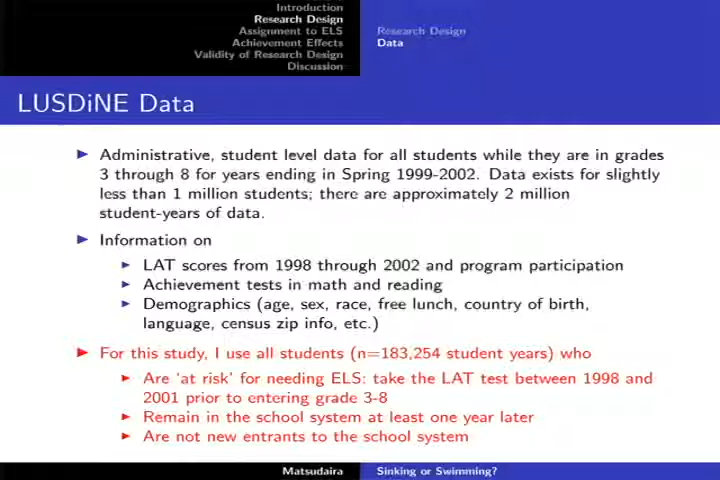 Introduction
Research Design
Assignment to ELS
Achievement Effects
Validity of Research Design
Discussion
Research Design
Data
LUSDiNE Data
Administrative, student level data for all students while they are in grades
3 through 8 for years ending in Spring 1999-2002. Data exists for slightly
less than 1 million students; there are approximately 2 million
student-years of data.
Information on
LAT scores from 1998 through 2002 and program participation
Achievement tests in math and reading
Demographics (age, sex, race, free lunch, country of birth,
language, census zip info, etc.)
For this study, I use all students (n=183,254 student years) who
Are ‘at risk’ for needing ELS: take the LAT test between 1998 and
2001 prior to entering grade 3-8
Remain in the school system at least one year later
Are not new entrants to the school system
Matsudaira
Sinking or Swimming?